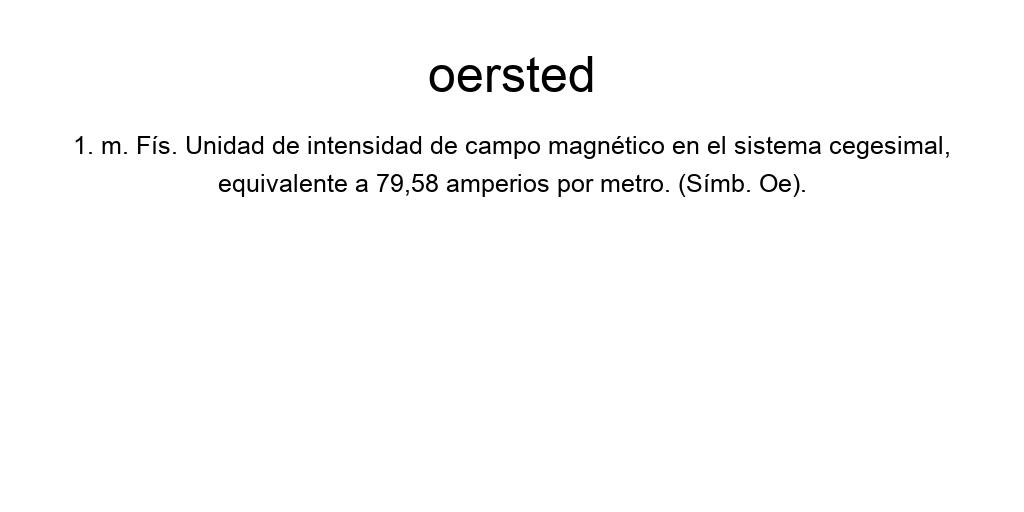 oersted
1. m. Fís. Unidad de intensidad de campo magnético en el sistema cegesimal,
equivalente a 79,58 amperios por metro. (Símb. Oe).